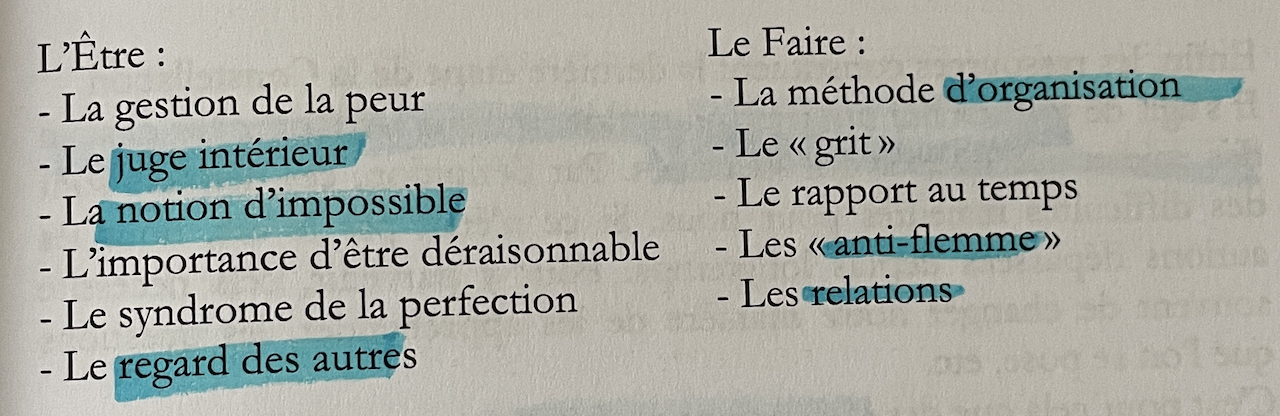 L'Être :
- La gestion de la peur
- Le juge intérieur
- La notion d'impossible
- L'importance d'être déraisonnable
- Le syndrome de la perfection
- Le regard des autres
Le Faire :
- La méthode d'organisation
- Le « grit »
- Le rapport au temps
- Les « anti-flemme »
- Les relations